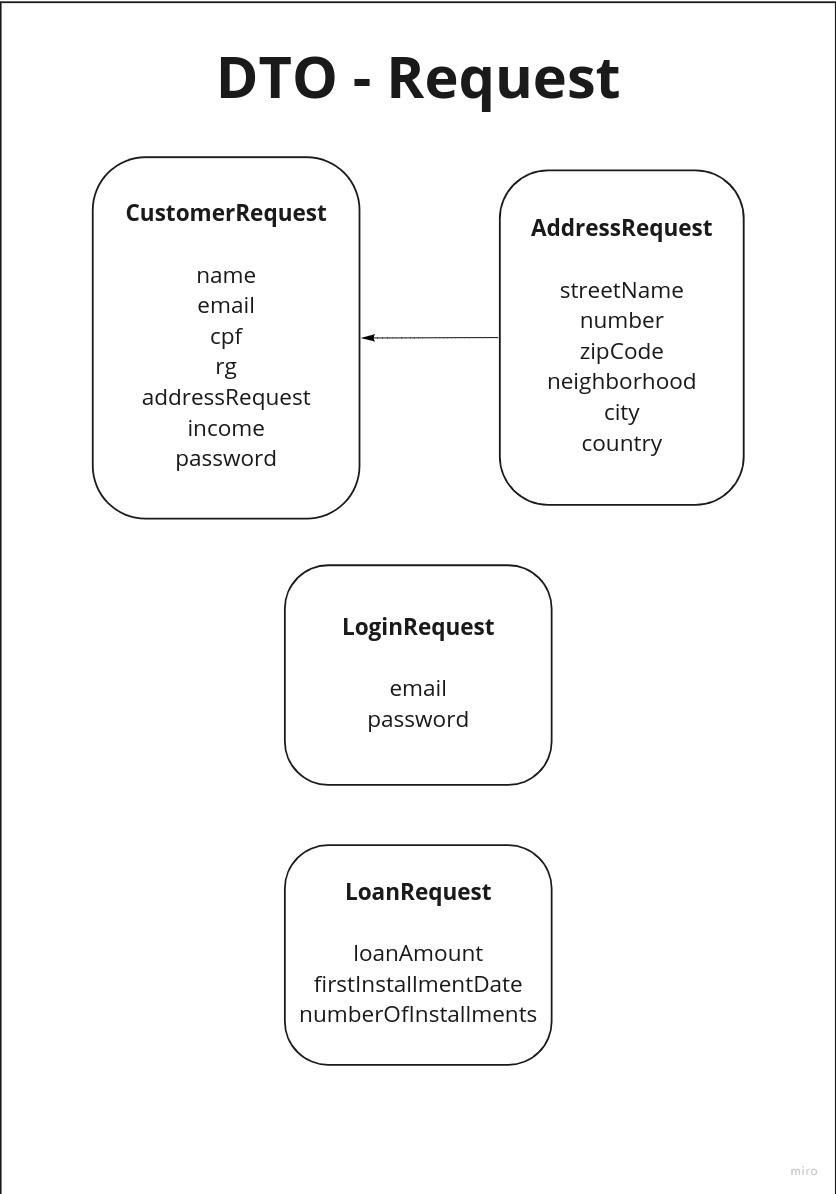 DTO - Request
CustomerRequest
name
email
cpf
rg
addressRequest
income
password
AddressRequest
streetName
number
zipCode
neighborhood
city
country
LoginRequest
email
password
LoanRequest
loanAmount
firstInstallmentDate
numberOfInstallments
miro